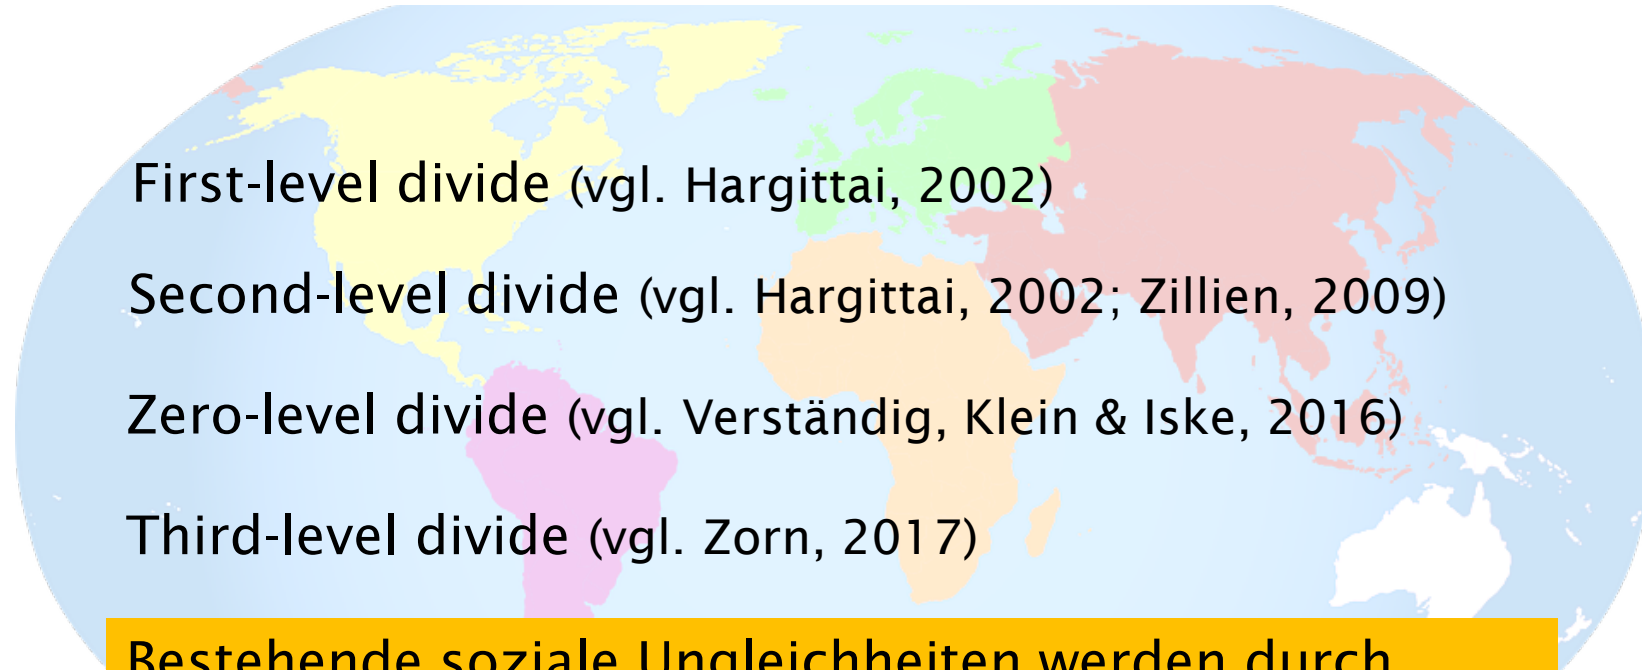 First-level divide (vgl. Hargittai, 2002)
Second-level divide (vgl. Hargittai, 2002; Zillien, 2009)
Zero-level divide (vgl. Verständig, Klein & Iske, 2016)
Third-level divide (vgl. Zorn, 2017)
Bestehende soziale Ungleichheiten werden durch